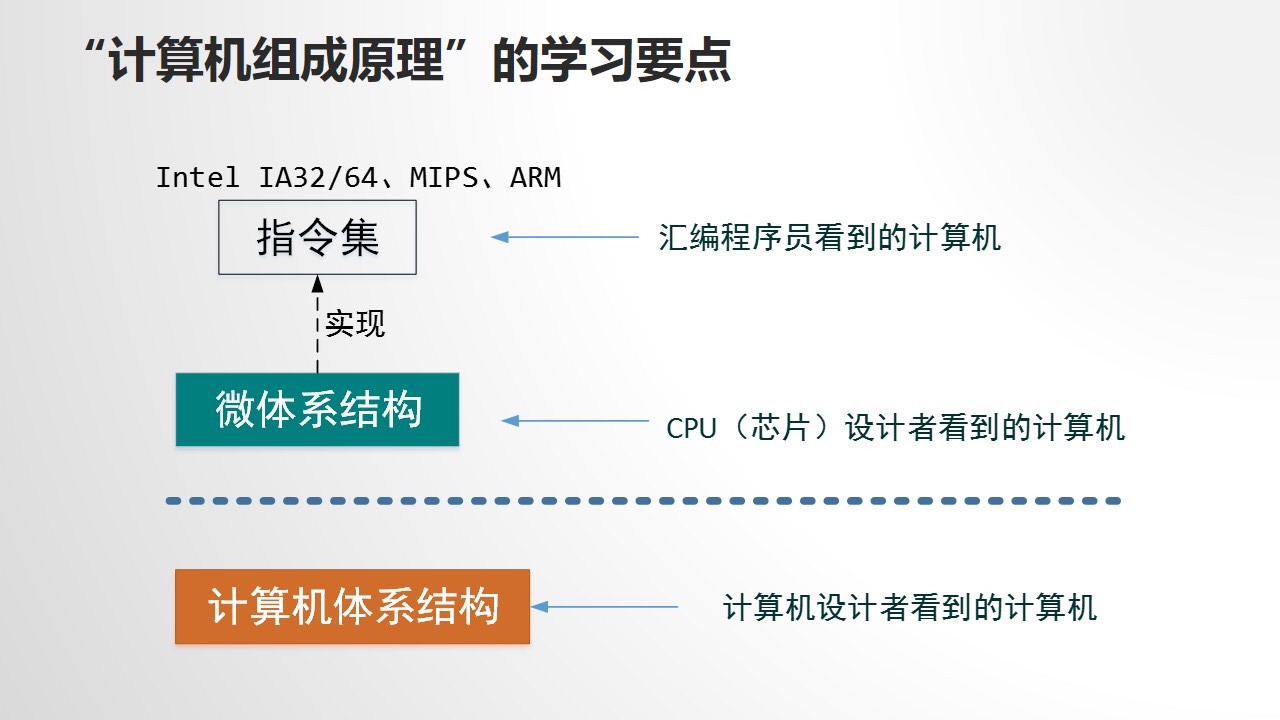 “计算机组成原理”的学习要点
Intel IA32/64、MIPS、ARM
指令集
汇编程序员看到的计算机
实现
微体系结构
CPU（芯片）设计者看到的计算机
计算机体系结构
计算机设计者看到的计算机